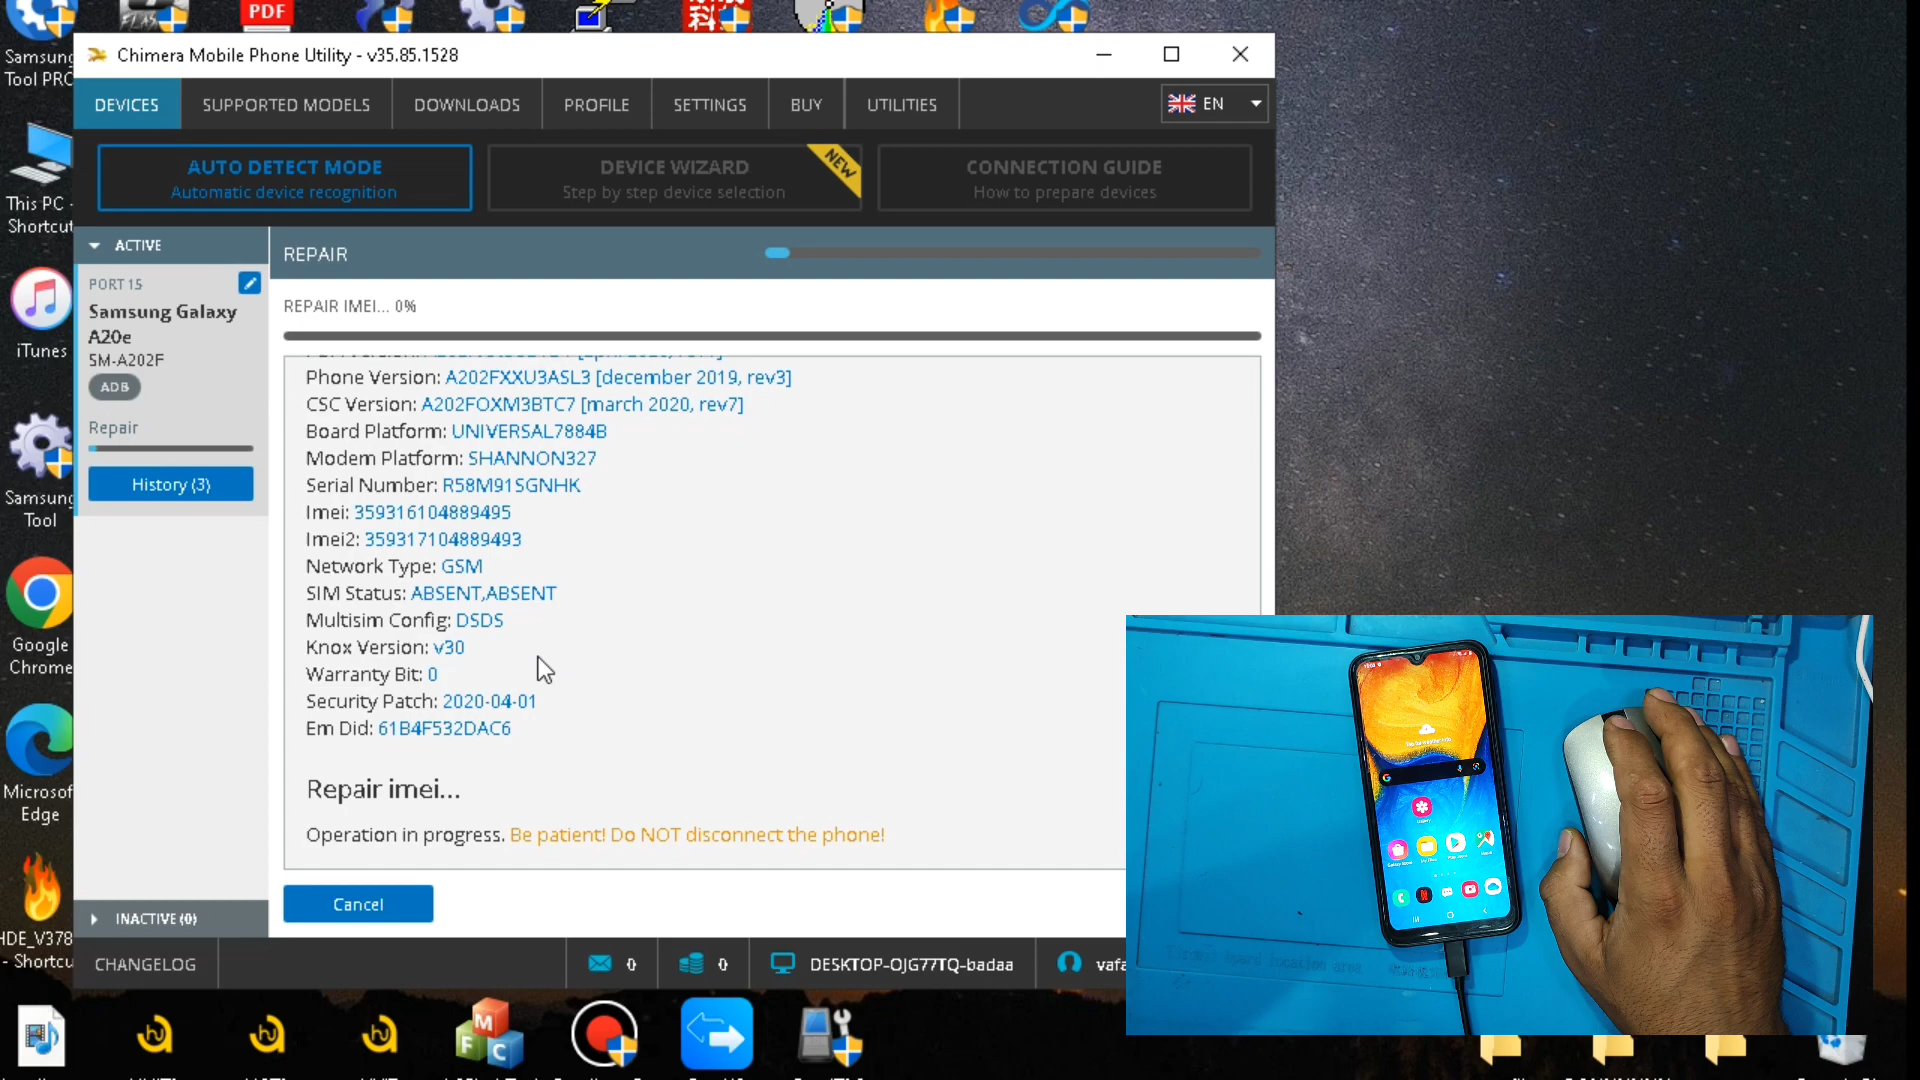 Chimera Mobile Phone Utility - v35.85.1528
DEVICES
SUPPORTED MODELS
DOWNLOADS
PROFILE
SETTINGS
BUY
UTILITIES
EN
AUTO DETECT MODE
Automatic device recognition
DEVICE WIZARD
Step by step device selection
NEW
CONNECTION GUIDE
How to prepare devices
ACTIVE
PORT 15
Samsung Galaxy
A20e
SM-A202F
ADB
Repair
History (3)
INACTIVE (0)
REPAIR
REPAIR IMEI... 0%
Phone Version: A202FXXU3ASL3 [december 2019, rev3]
CSC Version: A202FOXM3BTC7 [march 2020, rev7]
Board Platform: UNIVERSAL7884B
Modem Platform: SHANNON327
Serial Number: R58M91SGNHK
Imei: 359316104889495
Imei2: 359317104889493
Network Type: GSM
SIM Status: ABSENT,ABSENT
Multisim Config: DSDS
Knox Version: v30
Warranty Bit: 0
Security Patch: 2020-04-01
Em Did: 61B4F532DAC6
Repair imei...
Operation in progress. Be patient! Do NOT disconnect the phone!
Cancel
CHANGELOG
0
0
DESKTOP-OJG77TQ-badaa
vafa
PDF
Samsung
Tool PRO
This PC -
Shortcut
iTunes
Samsung
Tool
Google
Chrome
Microsof
Edge
HDE_V378
- Shortcu
M
F
C